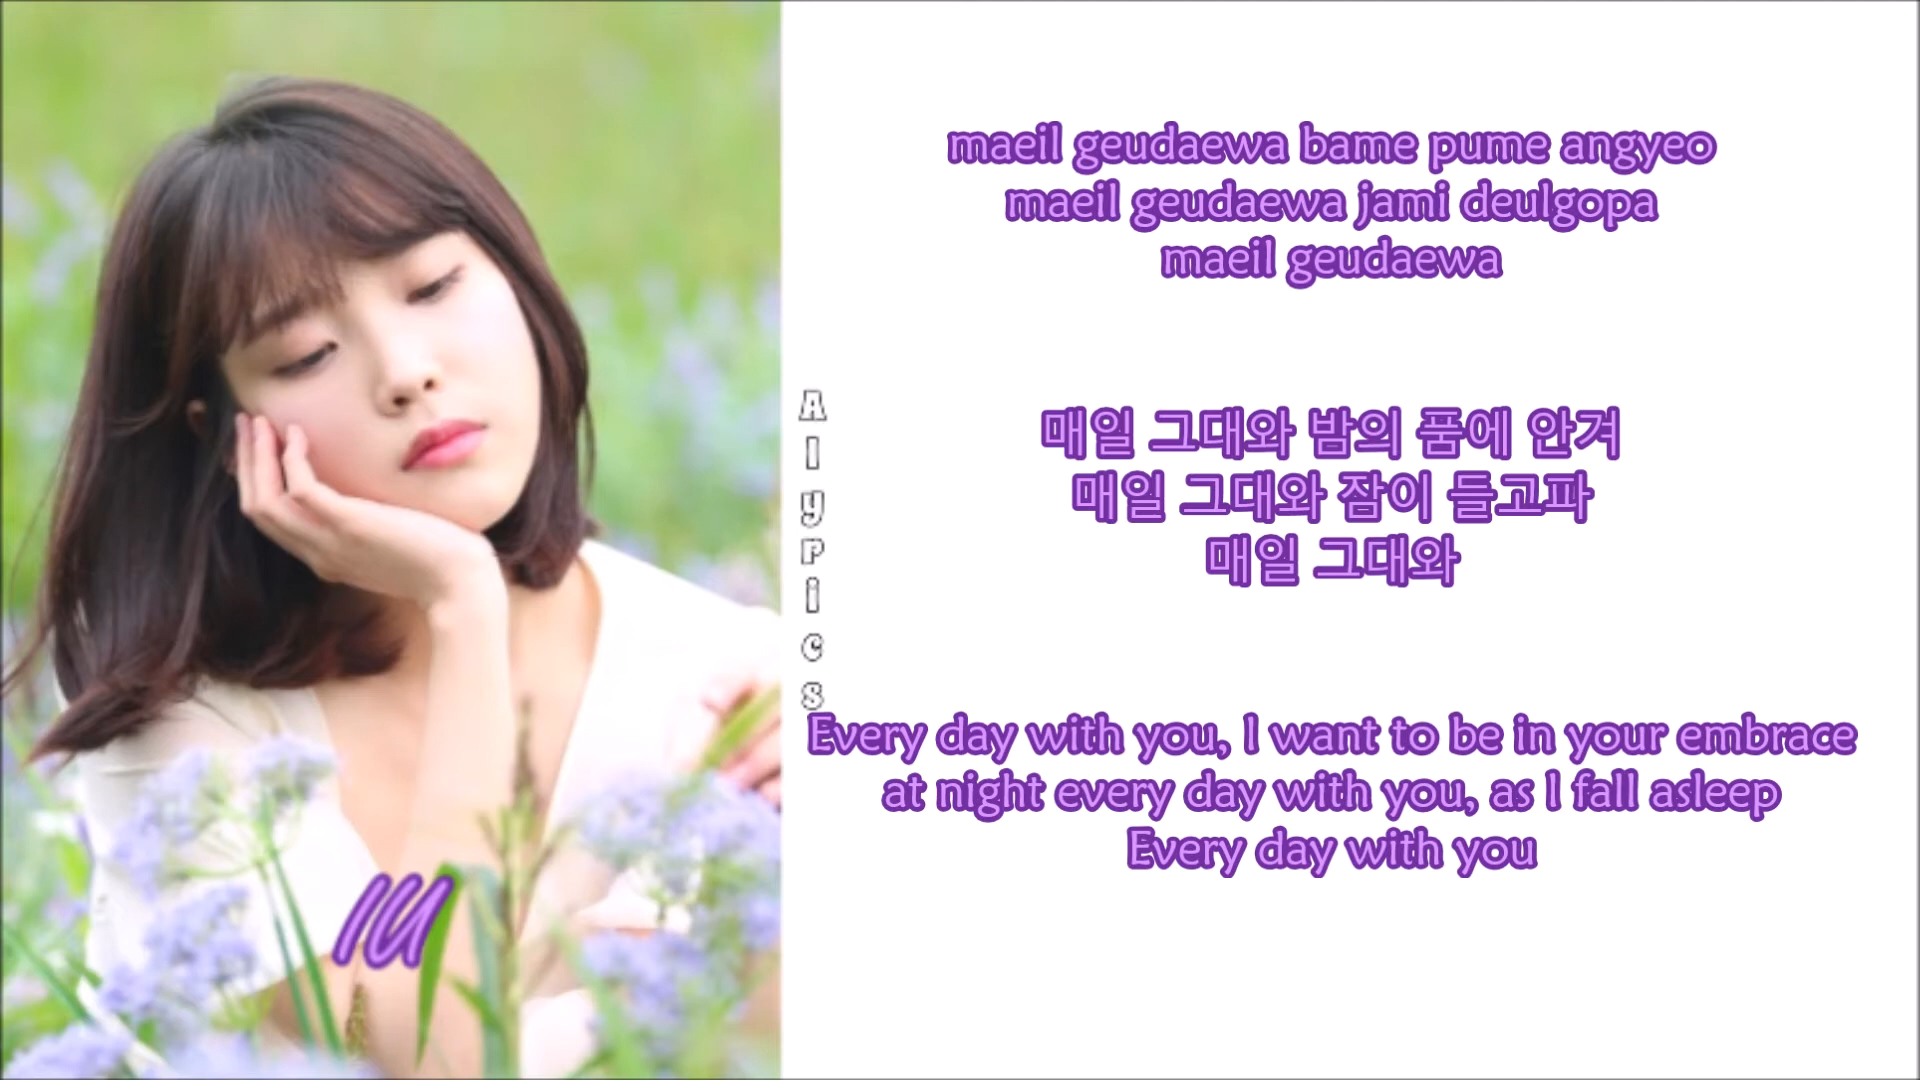 maeil geudaewa bame pume angyeo
maeil geudaewa jami deulgopa
maeil geudaewa
매일 그대와 밤의 품에 안겨
매일 그대와 잠이 들고파
매일 그대와
Alyrics
Every day with you, I want to be in your embrace
at night every day with you, as I fall asleep
Every day with you
IU